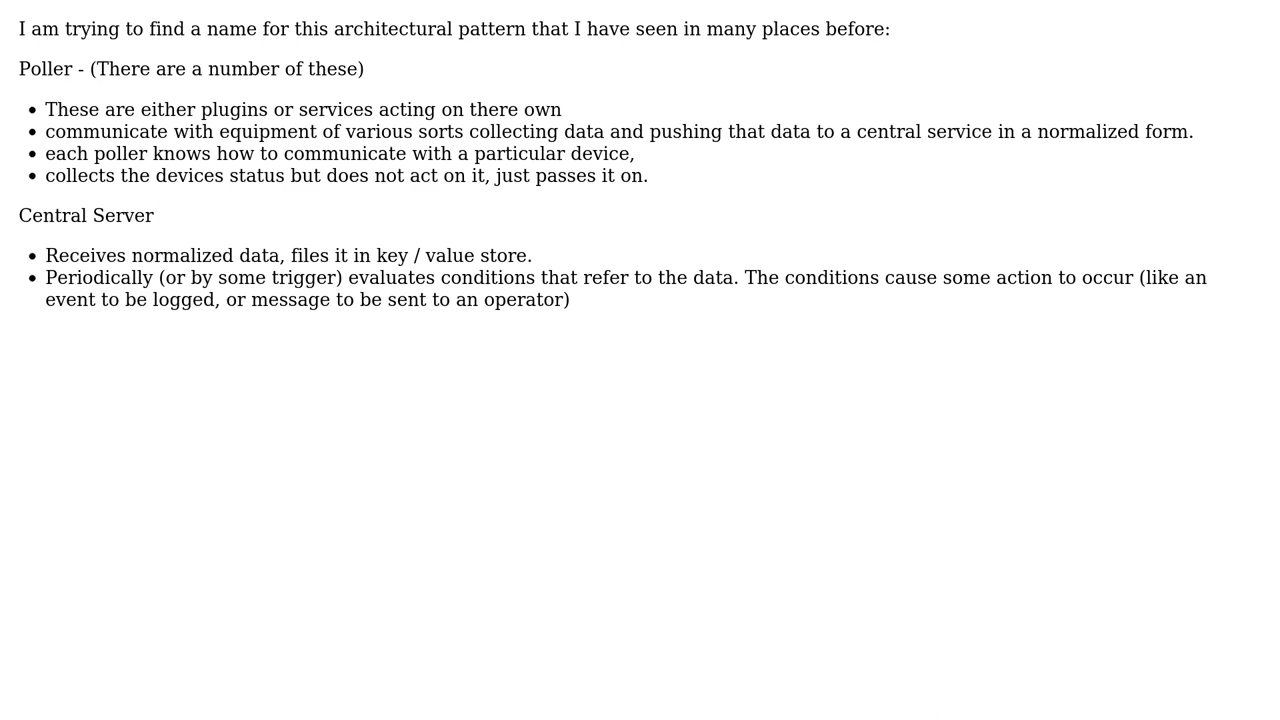 I am trying to find a name for this architectural pattern that I have seen in many places before:
Poller - (There are a number of these)
• These are either plugins or services acting on there own
• communicate with equipment of various sorts collecting data and pushing that data to a central service in a normalized form.
• each poller knows how to communicate with a particular device,
• collects the devices status but does not act on it, just passes it on.
Central Server
• Receives normalized data, files it in key / value store.
• Periodically (or by some trigger) evaluates conditions that refer to the data. The conditions cause some action to occur (like an
event to be logged, or message to be sent to an operator)